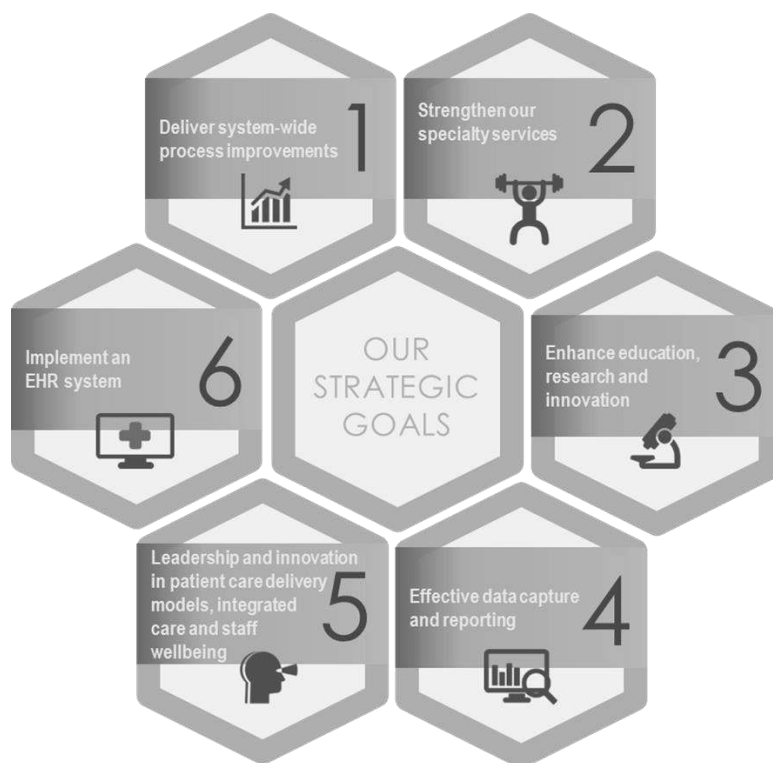 Deliver system-wide
process improvements
1
Strengthen our
specialty services
2
Enhance education,
research and
innovation
3
Effective data capture
and reporting
4
Leadership and innovation
in patient care delivery
models, integrated
care and staff
wellbeing
5
Implement an
EHR system
6
OUR
STRATEGIC
GOALS